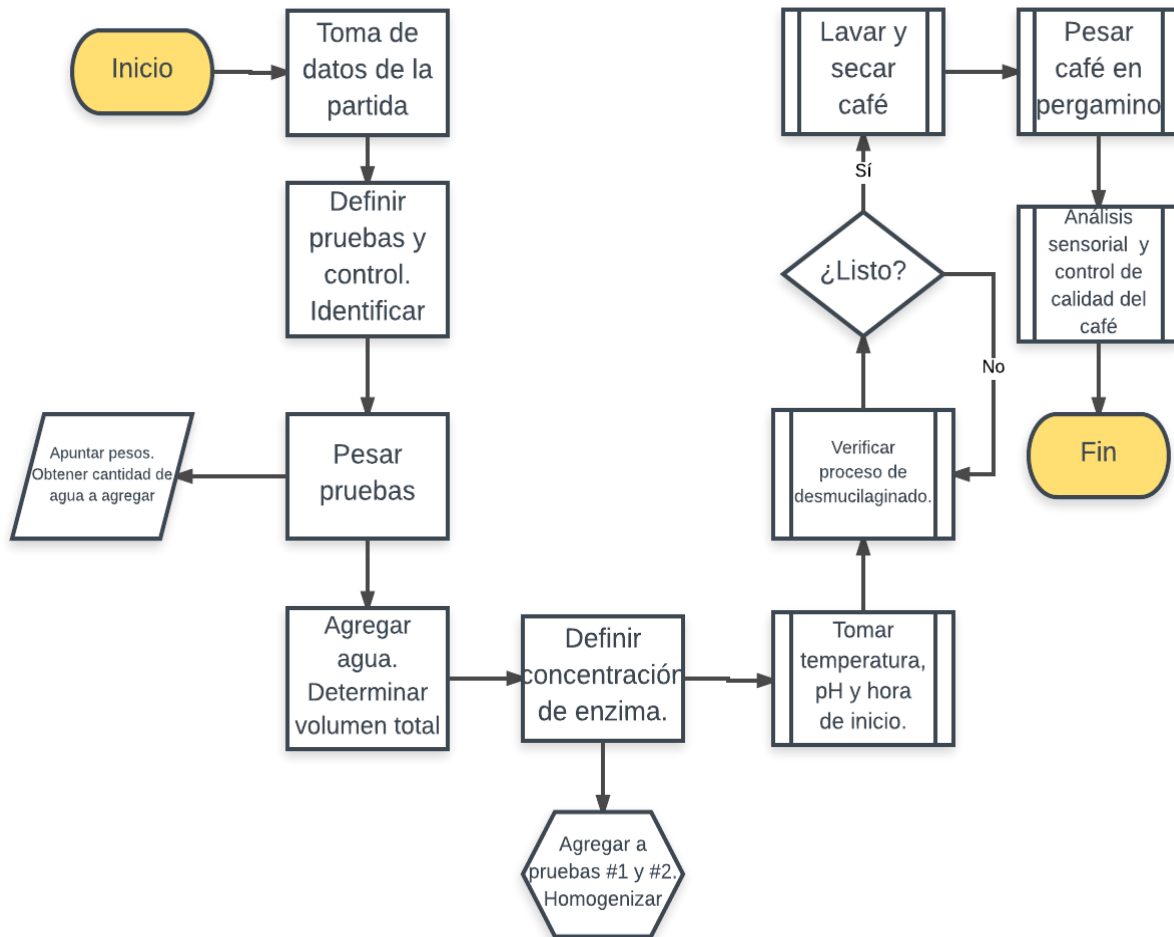 Inicio
Toma de
datos de la
partida
Definir
pruebas y
control.
Identificar
Pesar
pruebas
Apuntar pesos.
Obtener cantidad de
agua a agregar
Agregar
agua.
Determinar
volumen total
Definir
concentración
de enzima.
Agregar a
pruebas #1 y #2.
Homogenizar
Tomar
temperatura,
pH y hora
de inicio.
Verificar
proceso de
desmucilaginado.
¿Listo?
No
Sí
Lavar y
secar
café
Pesar
café en
pergamino
Análisis
sensorial y
control de
calidad del
café
Fin